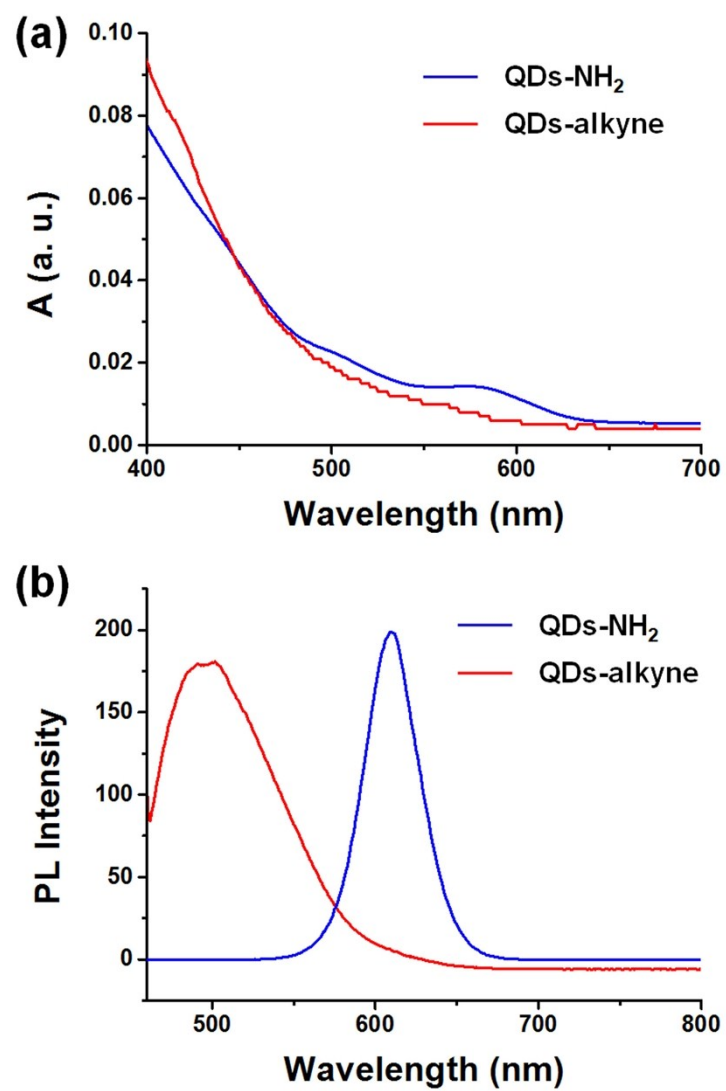 (a)
0.10
0.08
0.06
0.04
0.02
0.00
A (a. u.)
QDs-NH₂
QDs-alkyne
400
500
600
700
Wavelength (nm)
(b)
200
150
100
50
0
PL Intensity
QDs-NH₂
QDs-alkyne
500
600
700
800
Wavelength (nm)